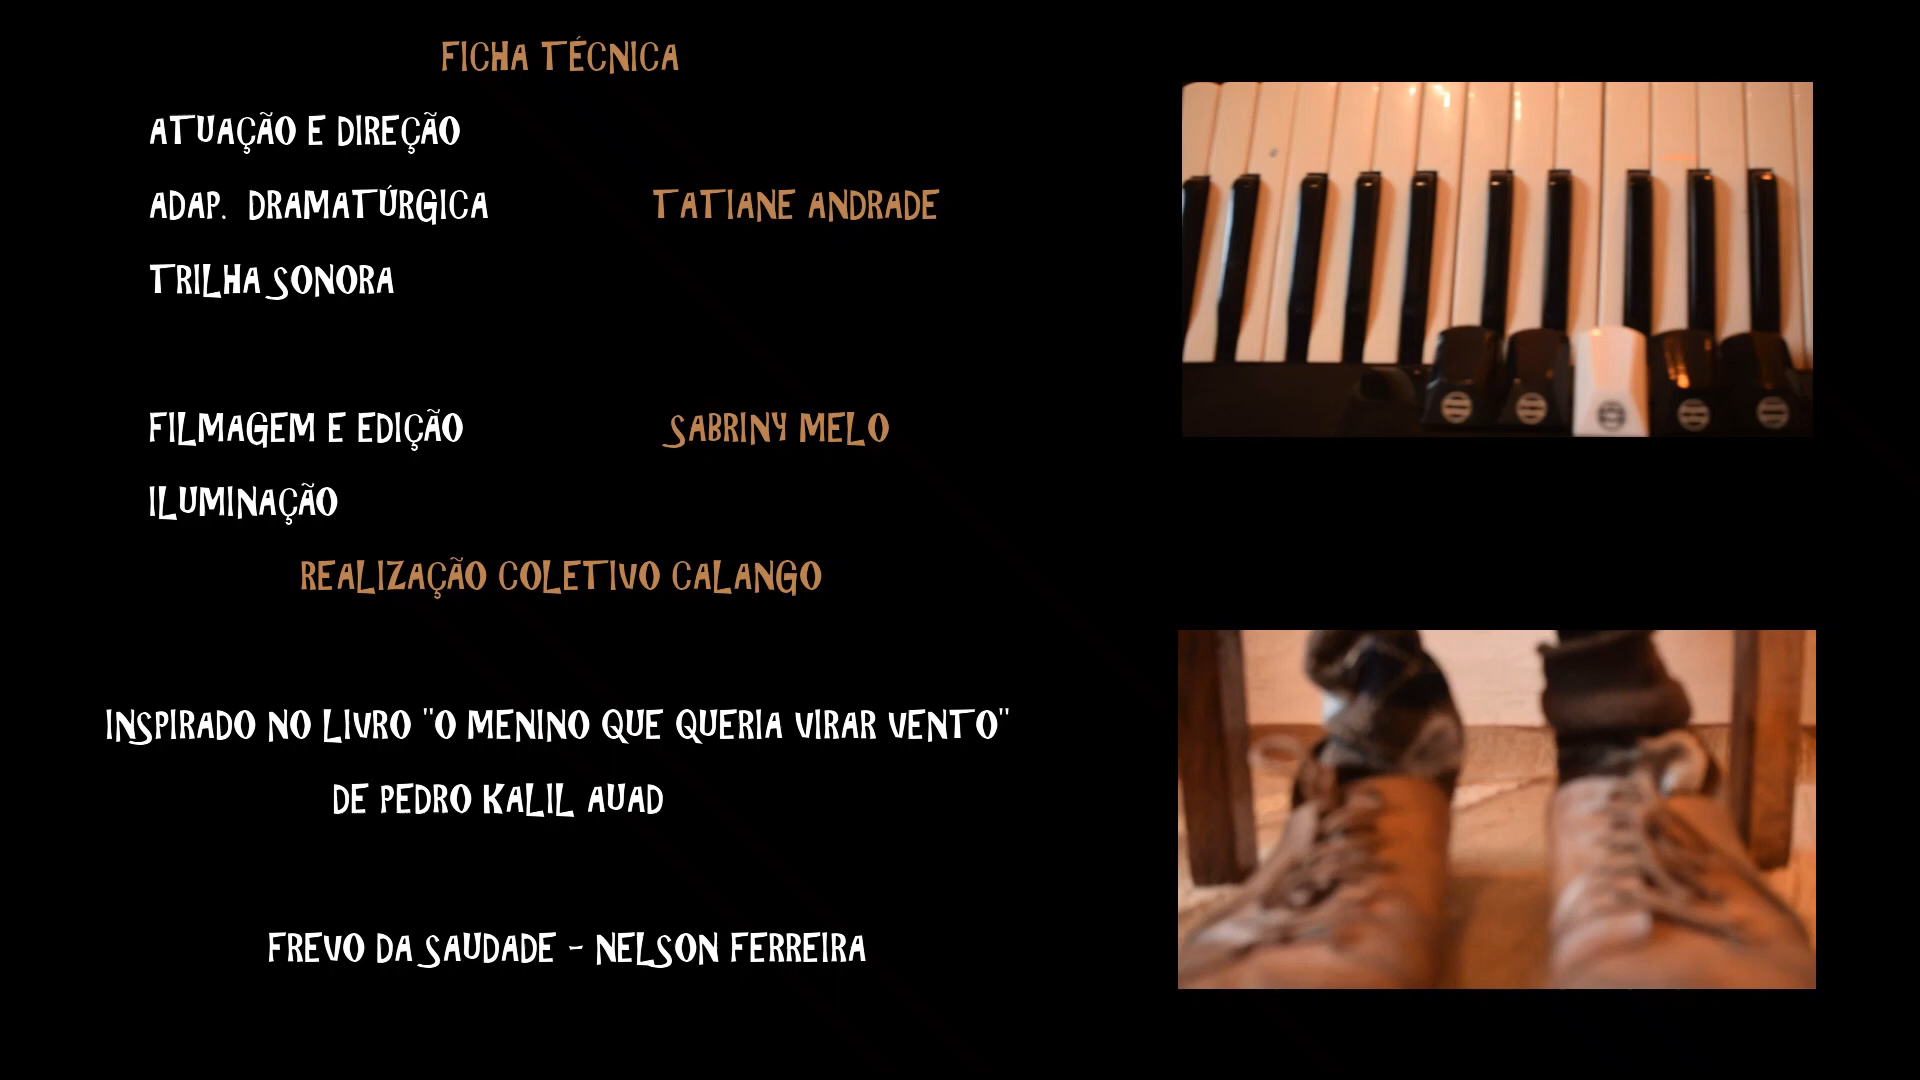 FICHA TÉCNICA
ATUAÇÃO E DIREÇÃO
ADAP. DRAMATÚRGICA TATIANE ANDRADE
TRILHA SONORA
FILMAGEM E EDIÇÃO SABRINY MELO
ILUMINAÇÃO
REALIZAÇÃO COLETIVO CALANGO
INSPIRADO NO LIVRO "O MENINO QUE QUERIA VIRAR VENTO"
DE PEDRO KALIL AUAD
FREVO DA SAUDADE - NELSON FERREIRA